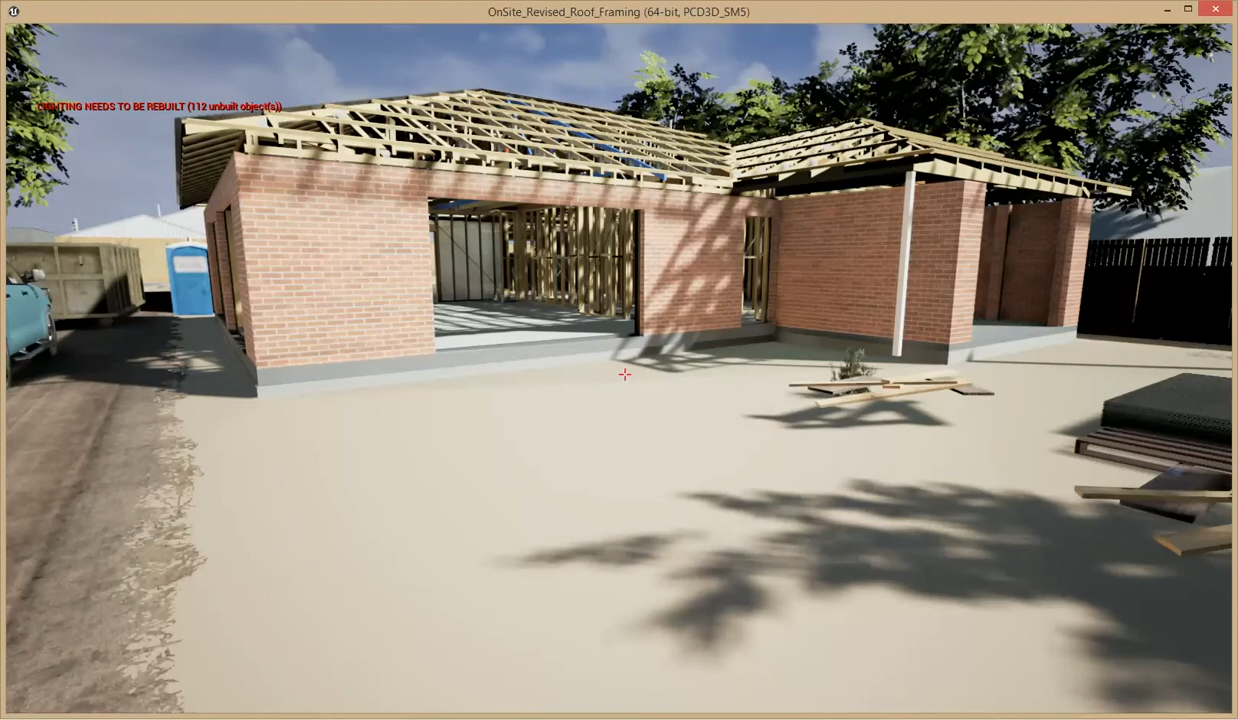 OnSite_Revised_Roof_Framing (64-bit, PCD3D_SM5)
LIGHTING NEEDS TO BE REBUILT (112 unbuilt object(s))